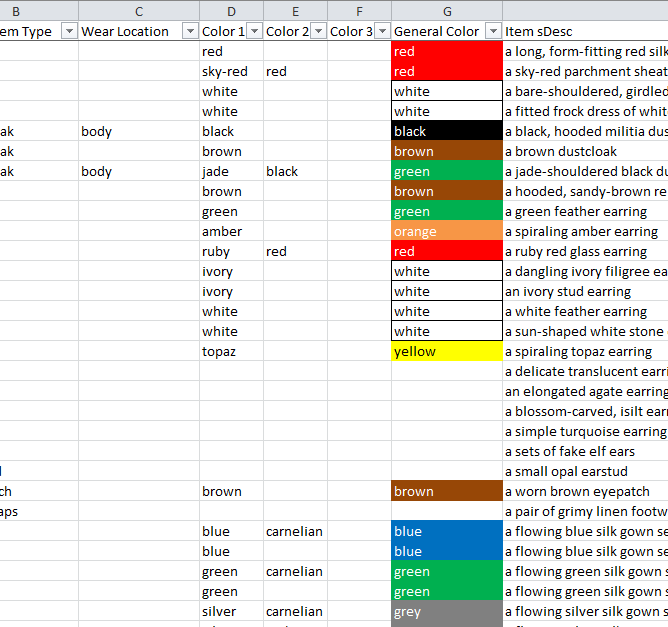 B C D E F G
em Type Wear Location Color 1 Color 2 Color 3 General Color Item sDesc
red red a long, form-fitting red silk
sky-red red red a sky-red parchment sheat
white white a bare-shouldered, girdled
white white a fitted frock dress of whit
ak body black black a black, hooded militia dus
ak brown brown a brown dustcloak
ak body jade black green a jade-shouldered black du
brown brown a hooded, sandy-brown re
green green a green feather earring
amber orange a spiraling amber earring
ruby red red a ruby red glass earring
ivory white a dangling ivory filigree ea
ivory white an ivory stud earring
white white a white feather earring
white white a sun-shaped white stone
topaz yellow a spiraling topaz earring
a delicate translucent earri
an elongated agate earring
a blossom-carved, isilt earr
a simple turquoise earring
a sets of fake elf ears
a small opal earstud
ch brown brown a worn brown eyepatch
aps a pair of grimy linen footw
blue carnelian blue a flowing blue silk gown se
blue blue a flowing blue silk gown se
green carnelian green a flowing green silk gown s
green green a flowing green silk gown s
silver carnelian grey a flowing silver silk gown s